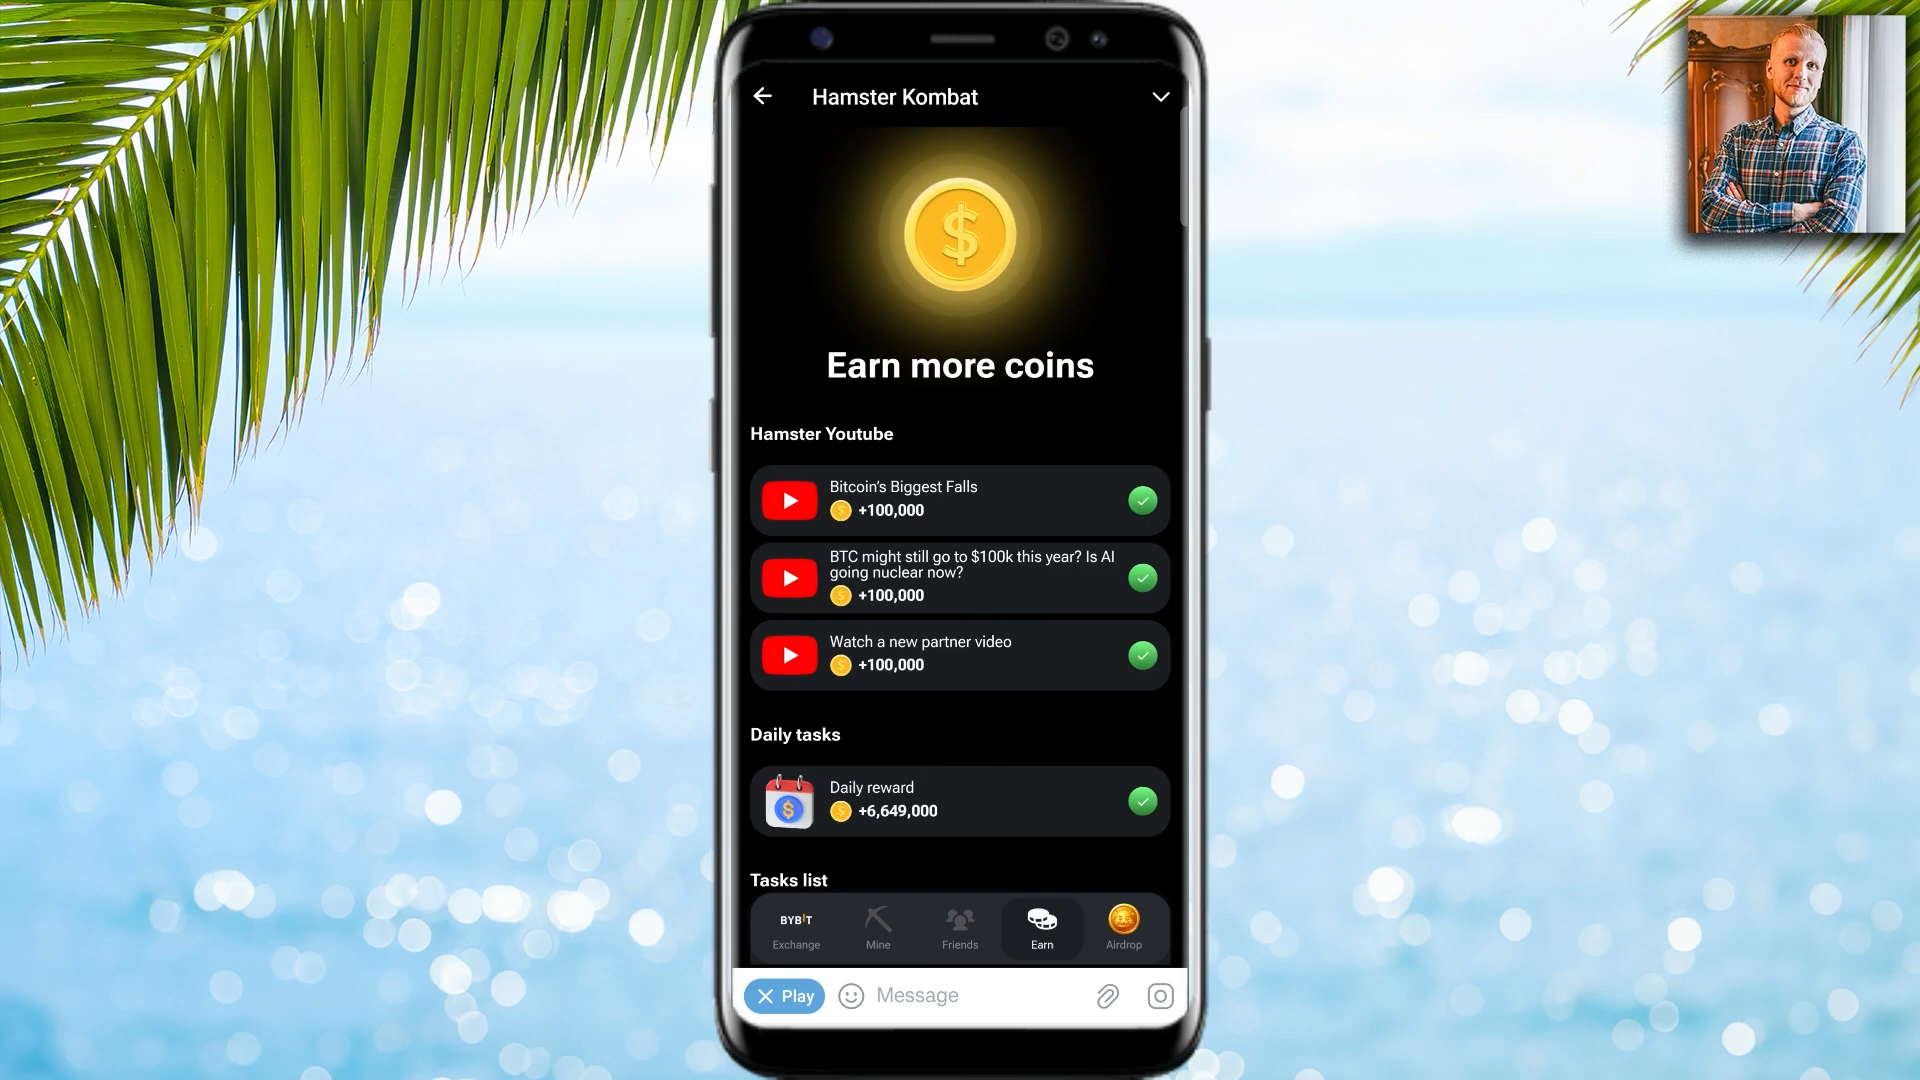 Hamster Kombat
Earn more coins
Hamster Youtube
Bitcoin's Biggest Falls
+100,000
BTC might still go to $100k this year? Is AI
going nuclear now?
+100,000
Watch a new partner video
+100,000
Daily tasks
Daily reward
+6,649,000
Tasks list
BYBIT
Exchange
Mine
Friends
Earn
Airdrop
Play
Message